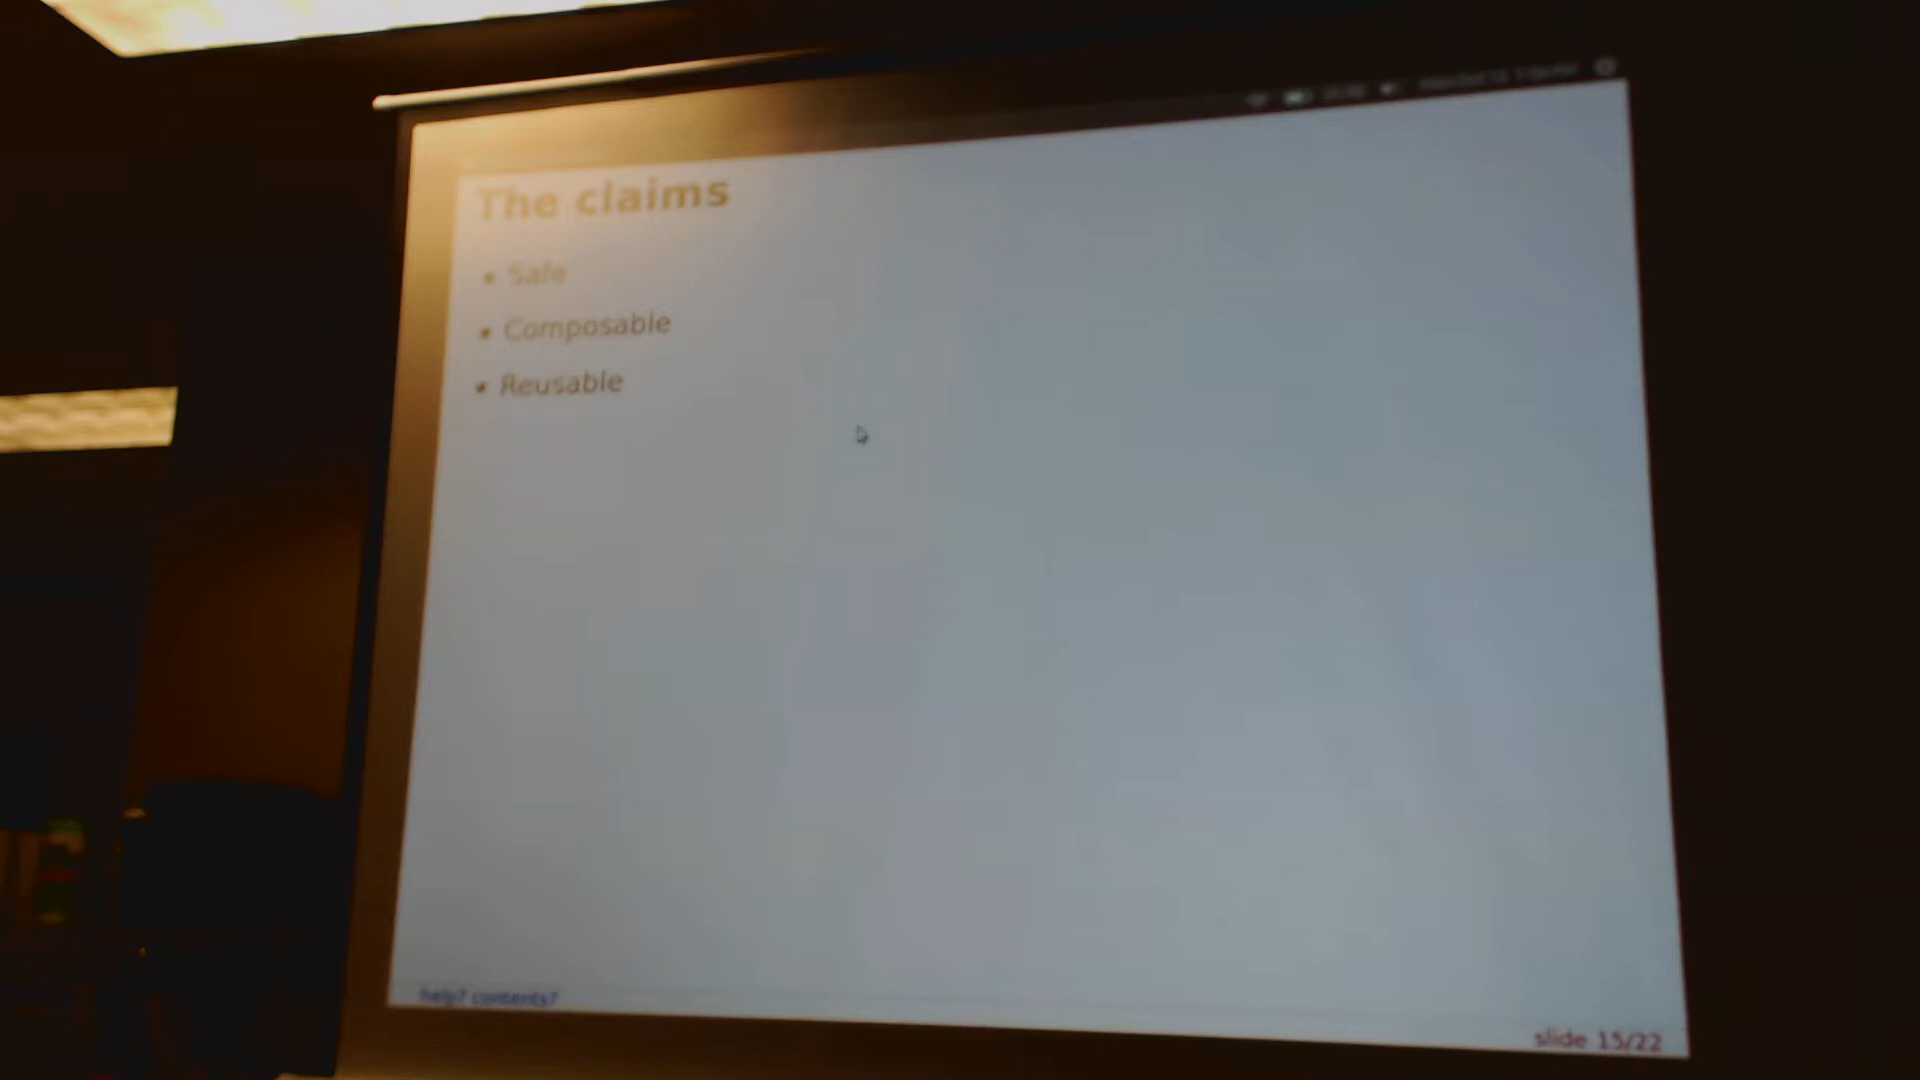 The claims
• Safe
• Composable
• Reusable
help? contents?
slide 15/22